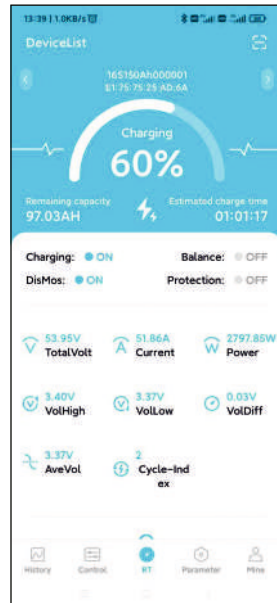 13:39 | 1.0KB/s
DeviceList
16S150Ah000001
E1:75:75:25:AD:6A
Charging
60%
Remaining capacity
97.03AH
Estimated charge time
01:01:17
Charging: ON
Balance: OFF
DisMos: ON
Protection: OFF
53.95V
TotalVolt
51.86A
Current
2797.85W
Power
3.40V
VolHigh
3.37V
VolLow
0.03V
VolDiff
3.37V
AveVol
2
Cycle-Ind
ex
History
Control
RT
Parameter
Mine